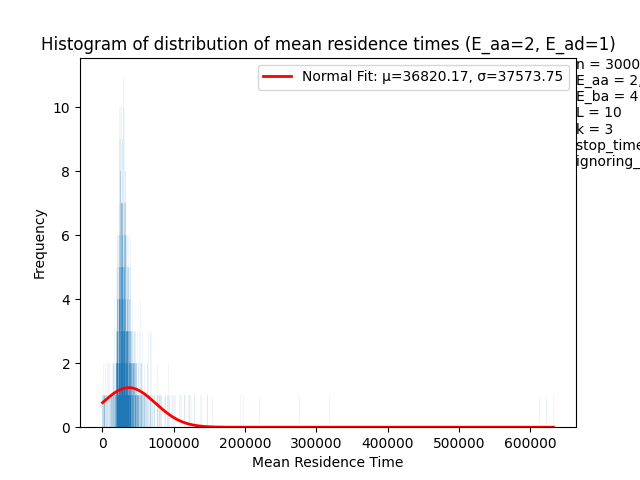 Histogram of distribution of mean residence times (E_aa=2, E_ad=1)
Normal Fit: μ=36820.17, σ=37573.75
n = 3000
E_aa = 2,
E_ba = 4
L = 10
k = 3
stop_time
ignoring_
Frequency
10
8
6
4
2
0
0 100000 200000 300000 400000 500000 600000
Mean Residence Time